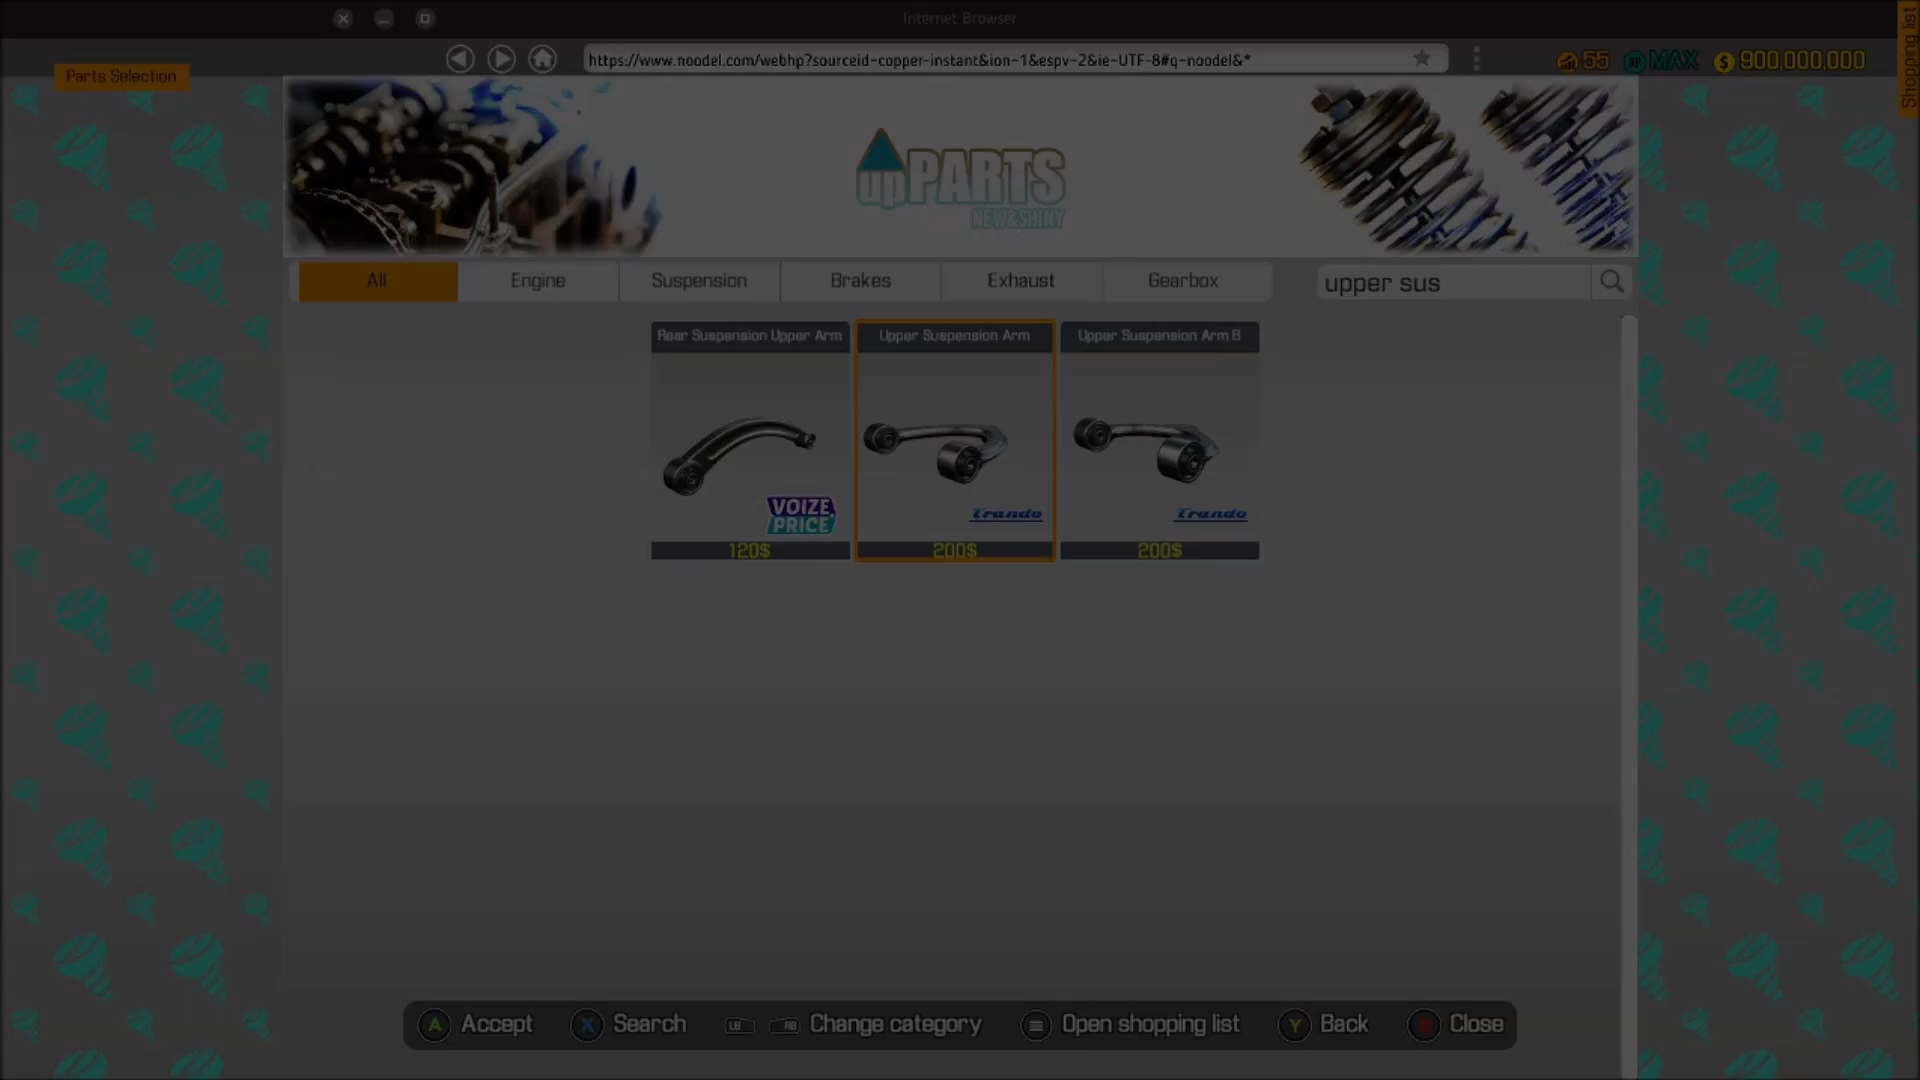 Internet Browser
https://www.noodel.com/webhp?sourceid-copper-instant&ion-1&espv-2&ie-UTF-8#q-noodel&*
55
XP MAX
$ 900,000,000
Shopping list
Parts Selection
upPARTS
NEW&SHINY
All
Engine
Suspension
Brakes
Exhaust
Gearbox
upper sus
Rear Suspension Upper Arm
Upper Suspension Arm
Upper Suspension Arm B
VOIZE
PRICE
Trando
Trando
120$
200$
200$
A Accept
X Search
LB RB Change category
Open shopping list
Y Back
Close